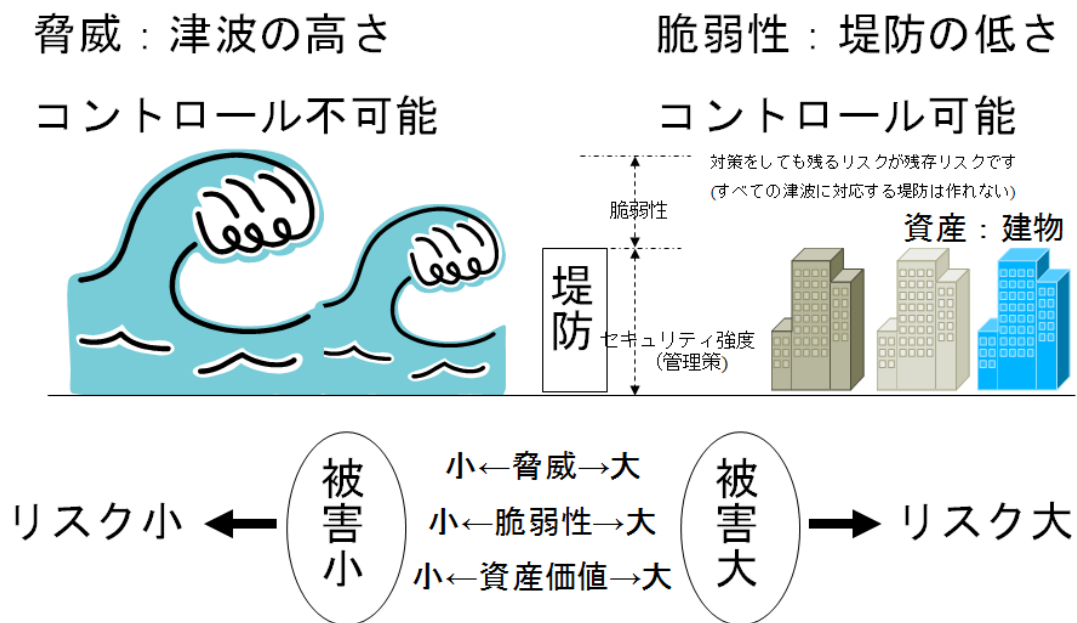 脅威：津波の高さ
コントロール不可能
脆弱性：堤防の低さ
コントロール可能
対策をしても残るリスクが残存リスクです
(すべての津波に対応する堤防は作れない)
脆弱性
資産：建物
堤防
セキュリティ強度
（管理策)
リスク小
被害小
小←脅威→大
小←脆弱性→大
小←資産価値→大
被害大
リスク大